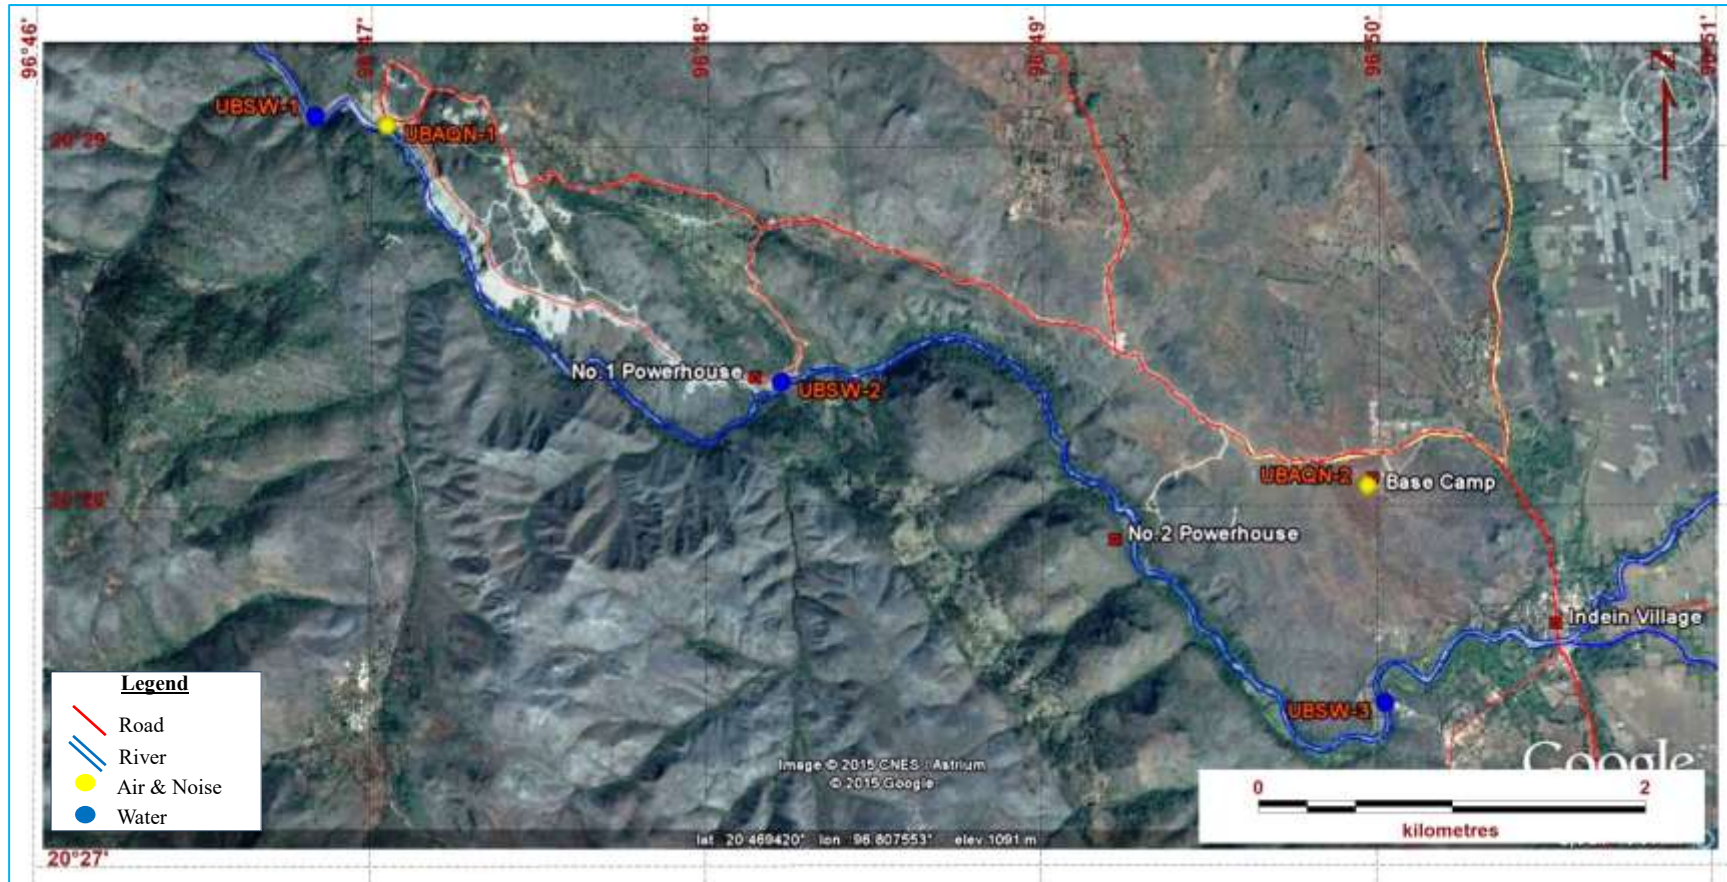 96°46'
96°47'
96°48'
96°49'
96°50'
96°51'
N
UBSW-1
UBAQN-1
20°29'
No.1 Powerhouse
UBSW-2
UBAQN-2
Base Camp
20°28'
No.2 Powerhouse
Indein Village
UBSW-3
Legend
Road
River
Air & Noise
Water
Image © 2015 CNES / Astrium
© 2015 Google
Google
0 2
kilometres
lat 20.469420° lon 96.807553° elev 1091 m
20°27'